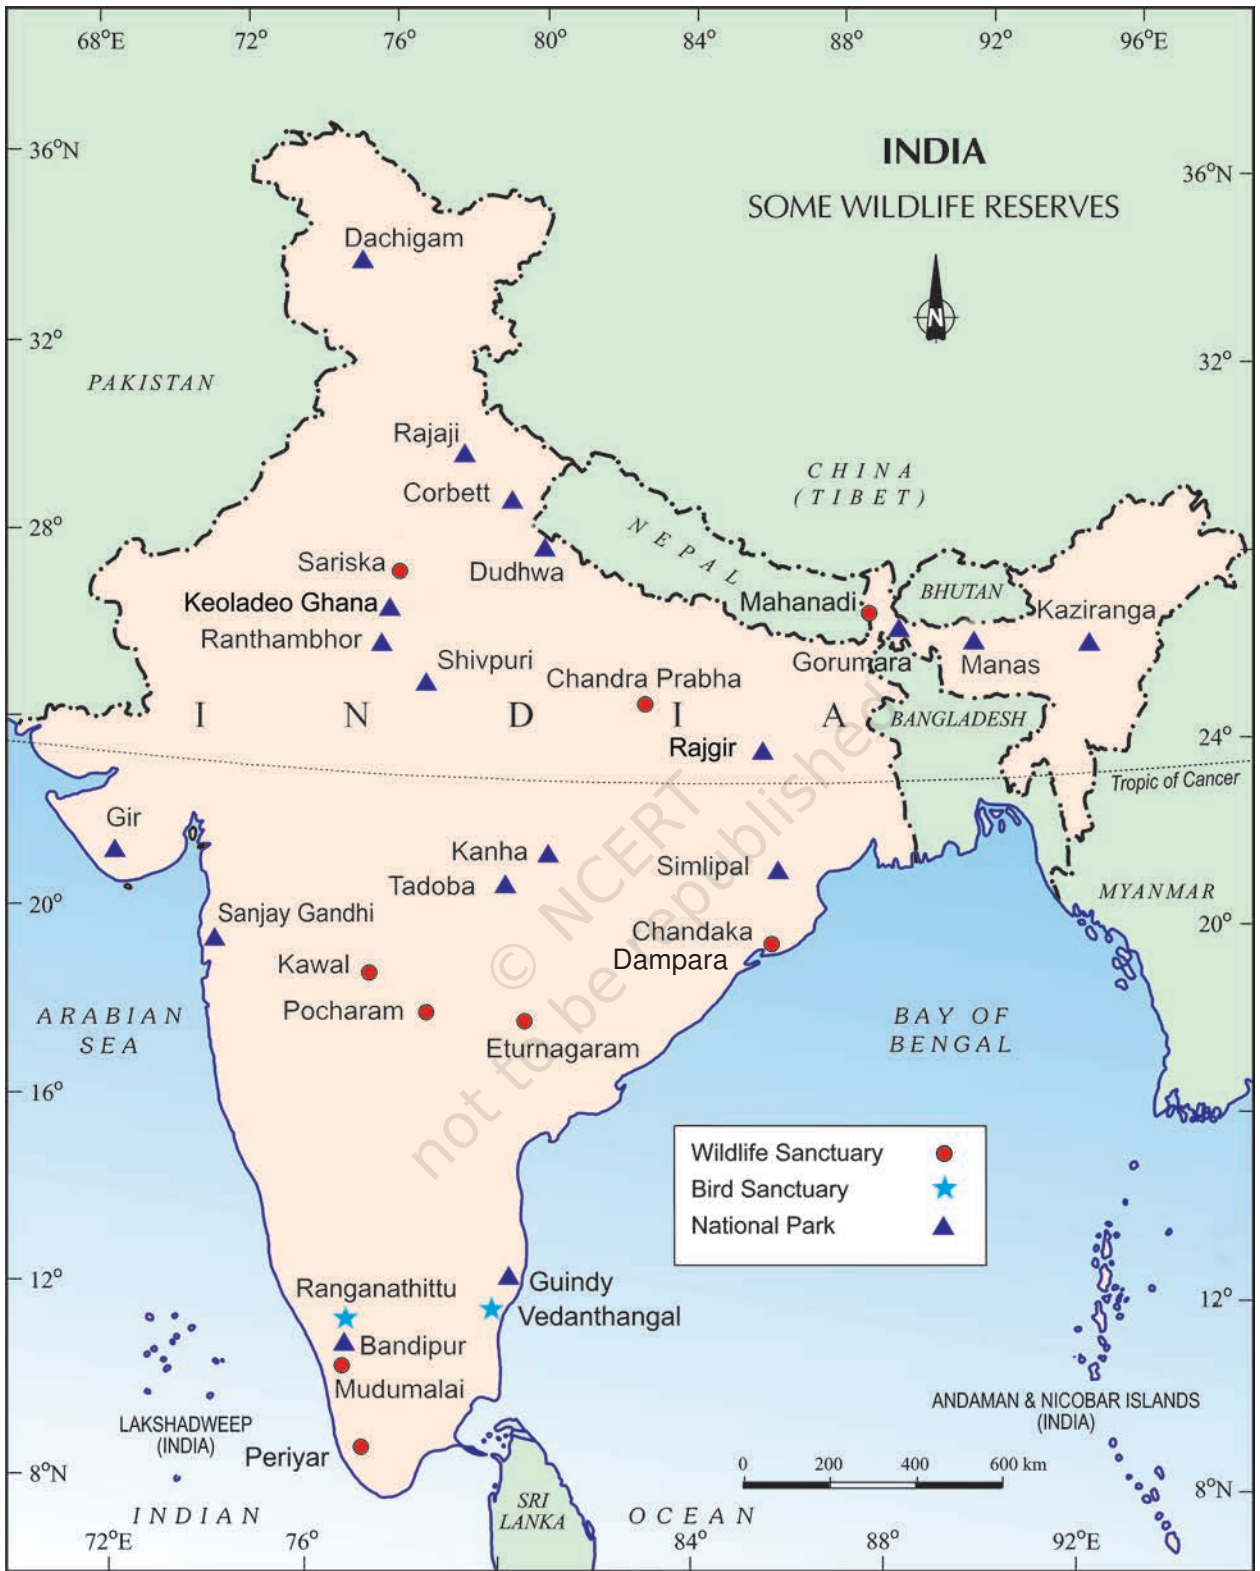 68°E 72° 76° 80° 84° 88° 92° 96°E
36°N
INDIA
36°N
SOME WILDLIFE RESERVES
Dachigam
N
32°
32°
PAKISTAN
Rajaji
CHINA
(TIBET)
Corbett
28°
NEPAL
Sariska
Dudhwa
BHUTAN
Keoladeo Ghana
Mahanadi
Kaziranga
Ranthambhor
Shivpuri
Gorumara
Manas
Chandra Prabha
INDIA
BANGLADESH
Rajgir
24°
Tropic of Cancer
Gir
Kanha
Simlipal
Tadoba
MYANMAR
20°
20°
Sanjay Gandhi
Chandaka
Dampara
Kawal
Pocharam
ARABIAN
SEA
BAY OF
BENGAL
Eturnagaram
© NCERT
not to be republished
16°
Wildlife Sanctuary
Bird Sanctuary
National Park
12°
Ranganathittu
Guindy
Vedanthangal
12°
Bandipur
Mudumalai
LAKSHADWEEP
(INDIA)
ANDAMAN & NICOBAR ISLANDS
(INDIA)
Periyar
0 200 400 600 km
8°N
8°N
INDIAN
SRI
LANKA
OCEAN
72°E 76° 84° 88° 92°E